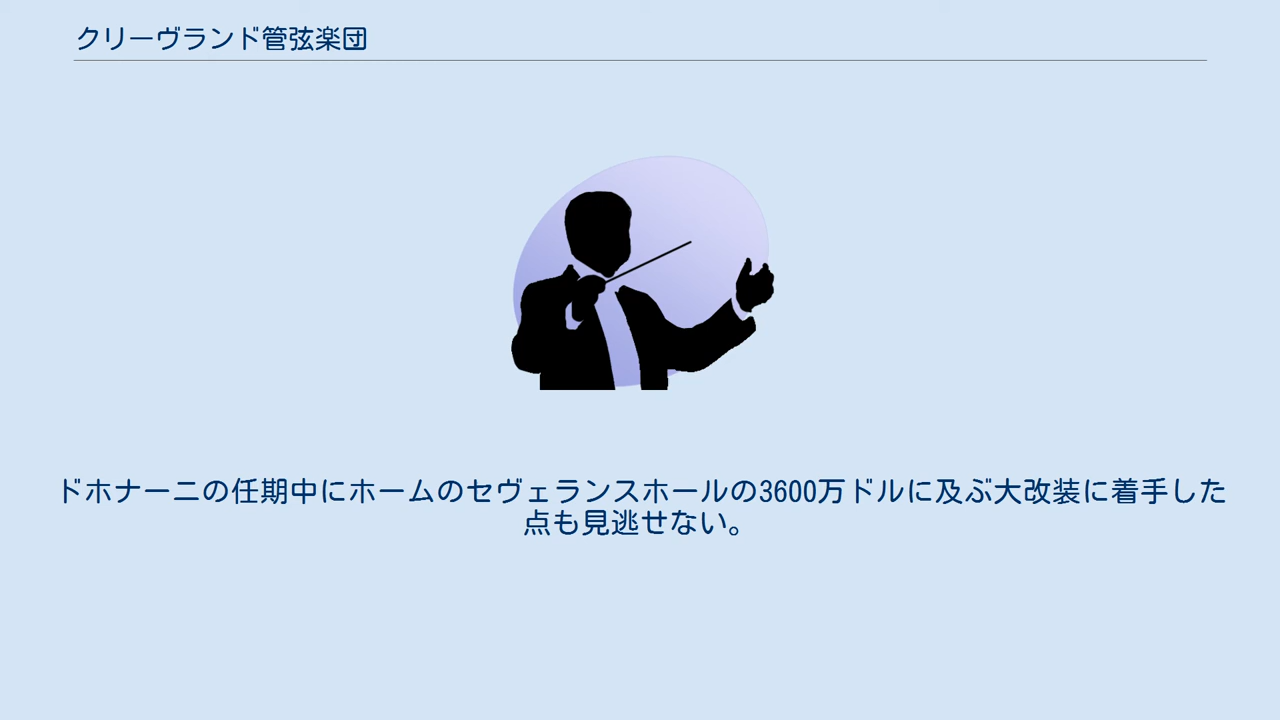 クリーヴランド管弦楽団
ドホナーニの任期中にホームのセヴェランスホールの3600万ドルに及ぶ大改装に着手した
点も見逃せない。